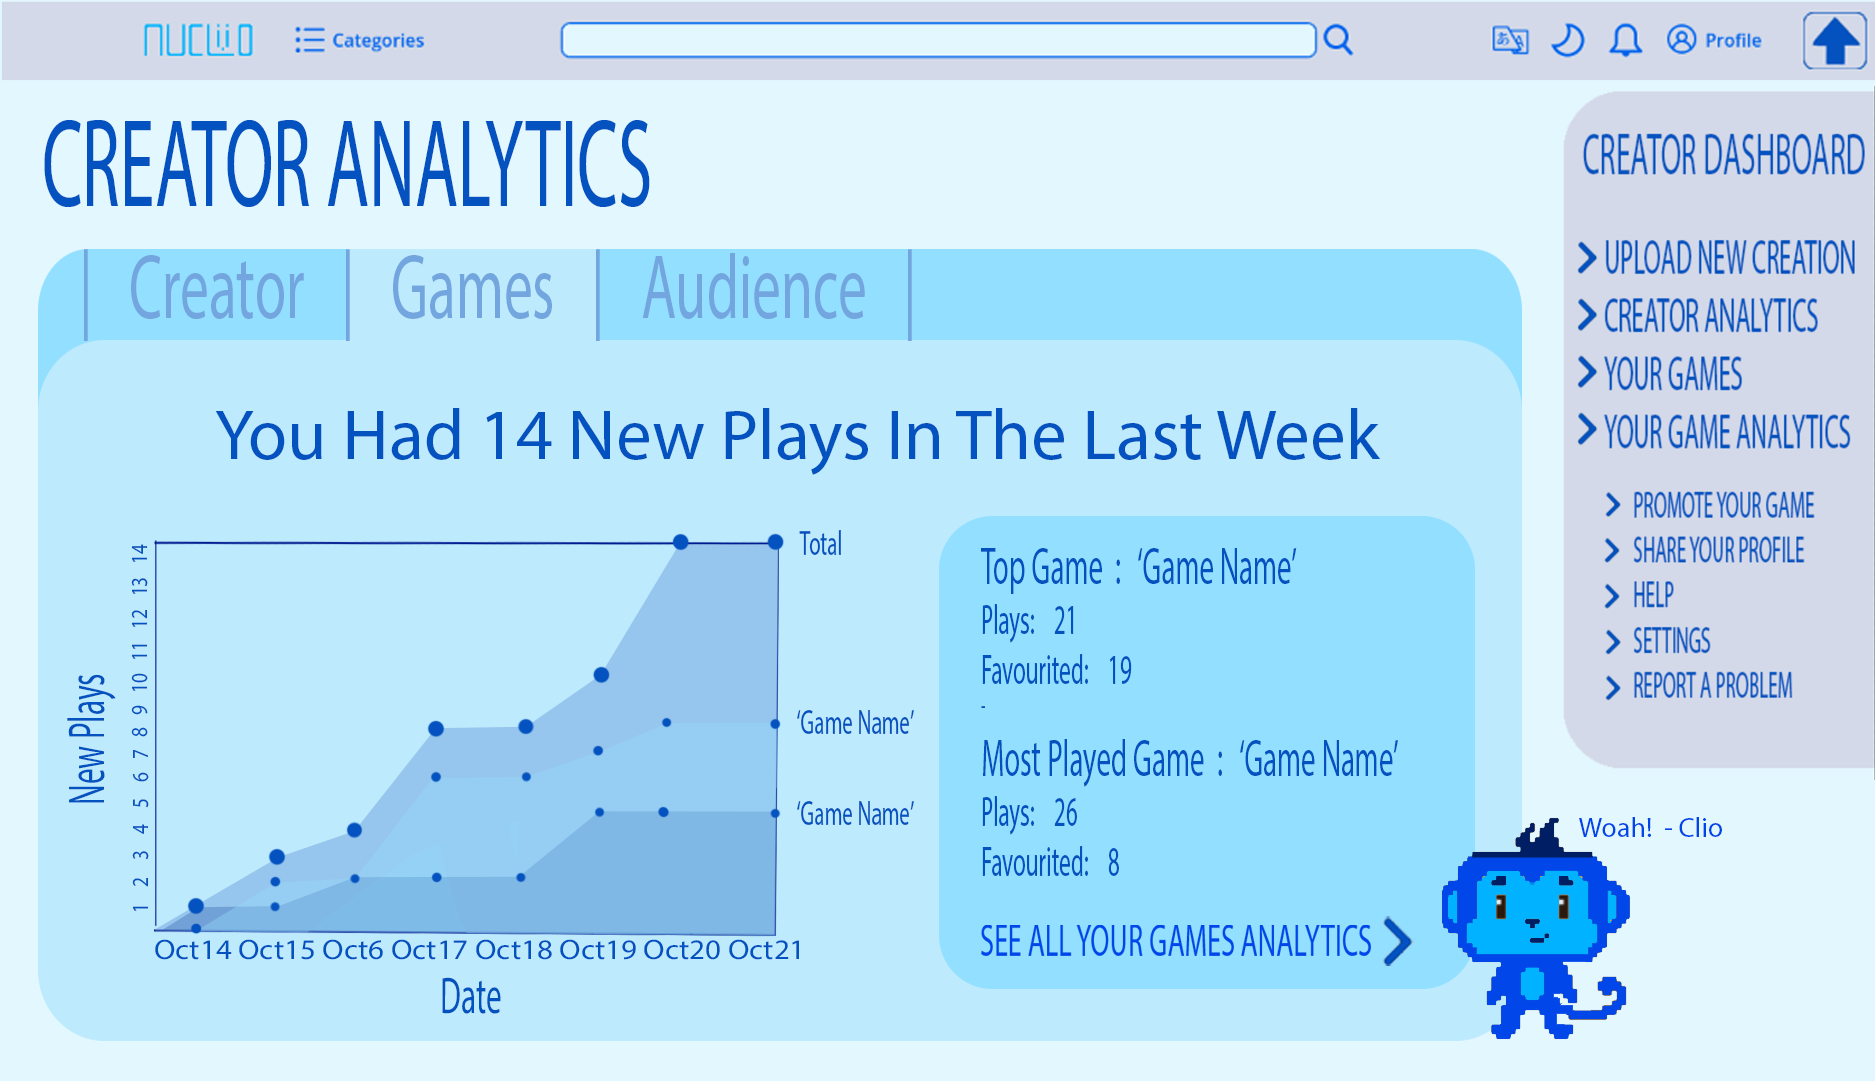 NUCLIO
Categories
Profile
CREATOR ANALYTICS
Creator
Games
Audience
You Had 14 New Plays In The Last Week
New Plays
14
13
12
11
10
9
8
7
6
5
4
3
2
1
Total
'Game Name'
'Game Name'
Oct14 Oct15 Oct6 Oct17 Oct18 Oct19 Oct20 Oct21
Date
Top Game : 'Game Name'
Plays: 21
Favourited: 19
-
Most Played Game : 'Game Name'
Plays: 26
Favourited: 8
SEE ALL YOUR GAMES ANALYTICS
CREATOR DASHBOARD
UPLOAD NEW CREATION
CREATOR ANALYTICS
YOUR GAMES
YOUR GAME ANALYTICS
PROMOTE YOUR GAME
SHARE YOUR PROFILE
HELP
SETTINGS
REPORT A PROBLEM
Woah! - Clio